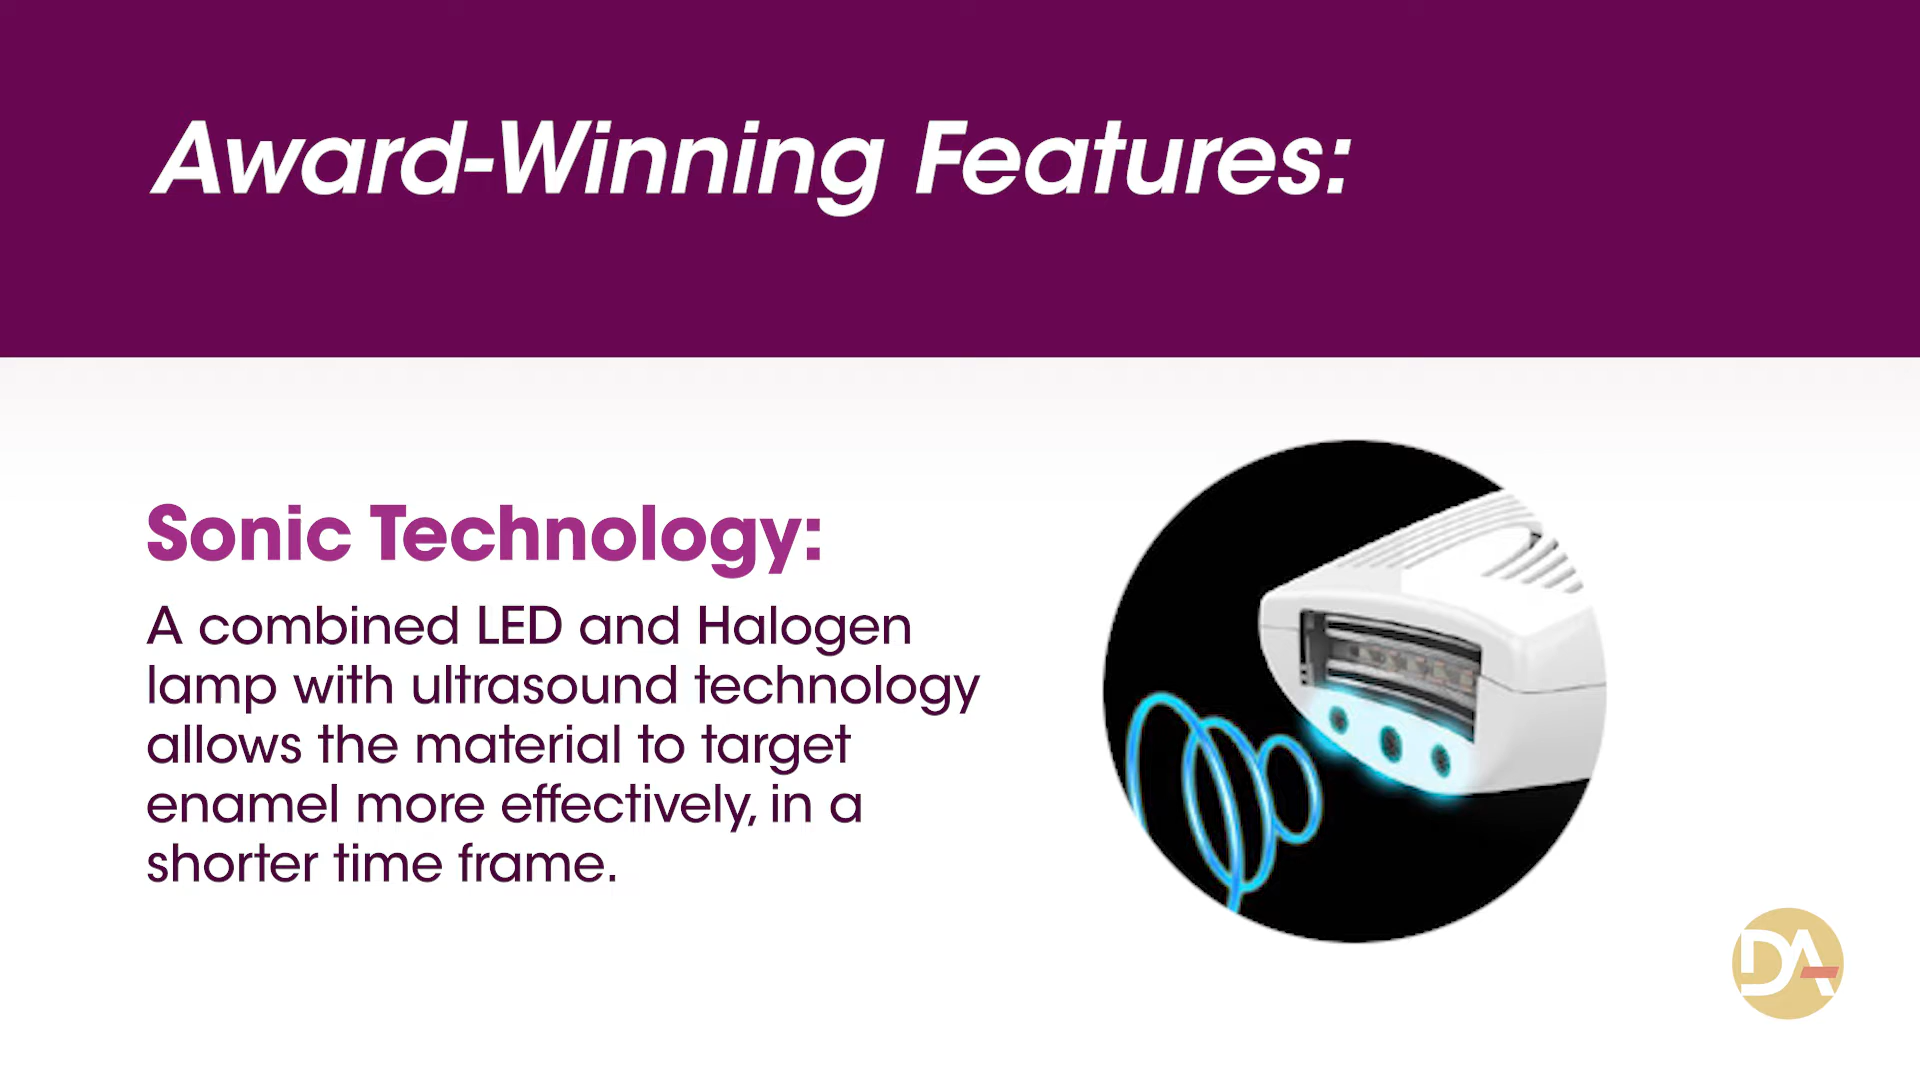 Award-Winning Features:
Sonic Technology:
A combined LED and Halogen
lamp with ultrasound technology
allows the material to target
enamel more effectively, in a
shorter time frame.
DA